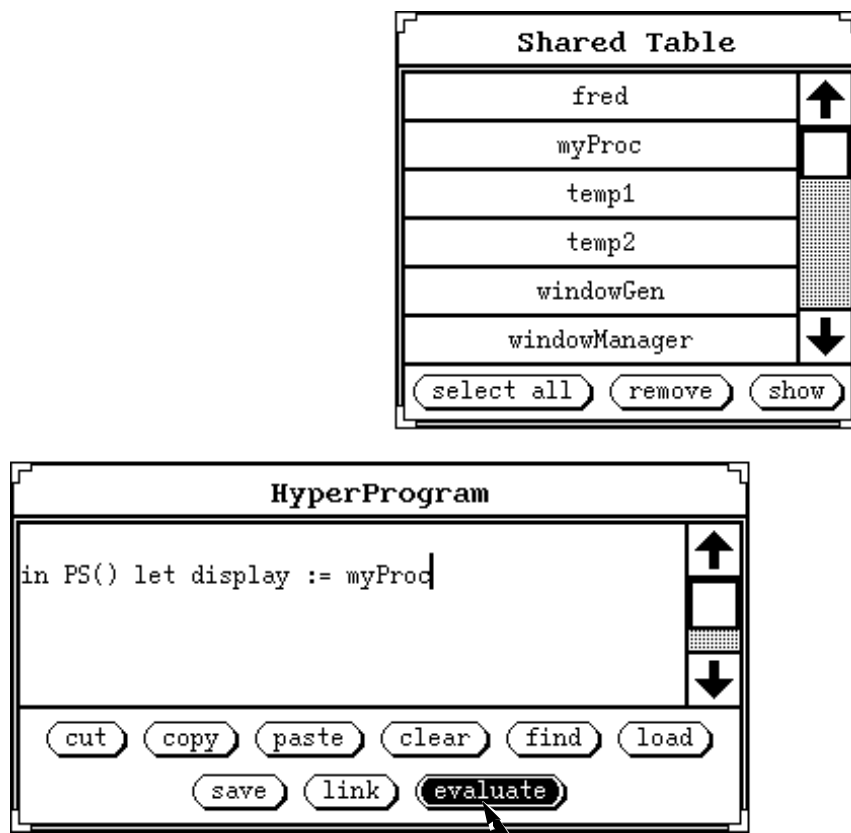 Shared Table
fred
myProc
temp1
temp2
windowGen
windowManager
select all remove show
HyperProgram
in PS() let display := myProc
cut copy paste clear find load
save link evaluate